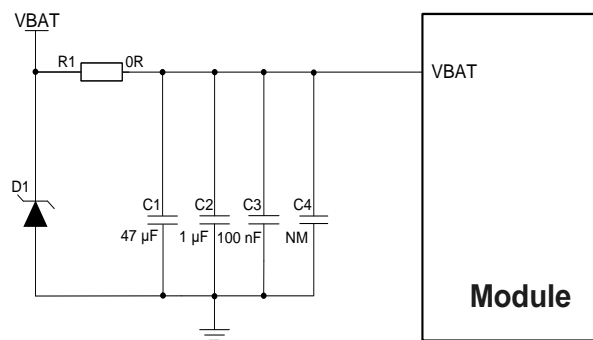 VBAT
R1 0R
VBAT
D1
C1 C2 C3 C4
47 µF 1 µF 100 nF NM
Module